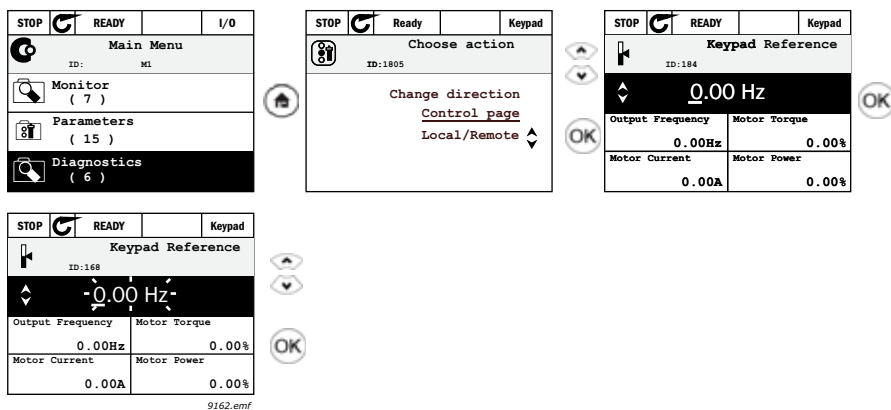 STOP READY I/O
Main Menu
ID: M1
Monitor
( 7 )
Parameters
( 15 )
Diagnostics
( 6 )
STOP Ready Keypad
Choose action
ID:1805
Change direction
Control page
Local/Remote
OK
STOP READY Keypad
Keypad Reference
ID:184
0.00 Hz
Output Frequency Motor Torque
0.00Hz 0.00%
Motor Current Motor Power
0.00A 0.00%
OK
STOP READY Keypad
Keypad Reference
ID:168
-0.00 Hz-
Output Frequency Motor Torque
0.00Hz 0.00%
Motor Current Motor Power
0.00A 0.00%
OK
9162.emf